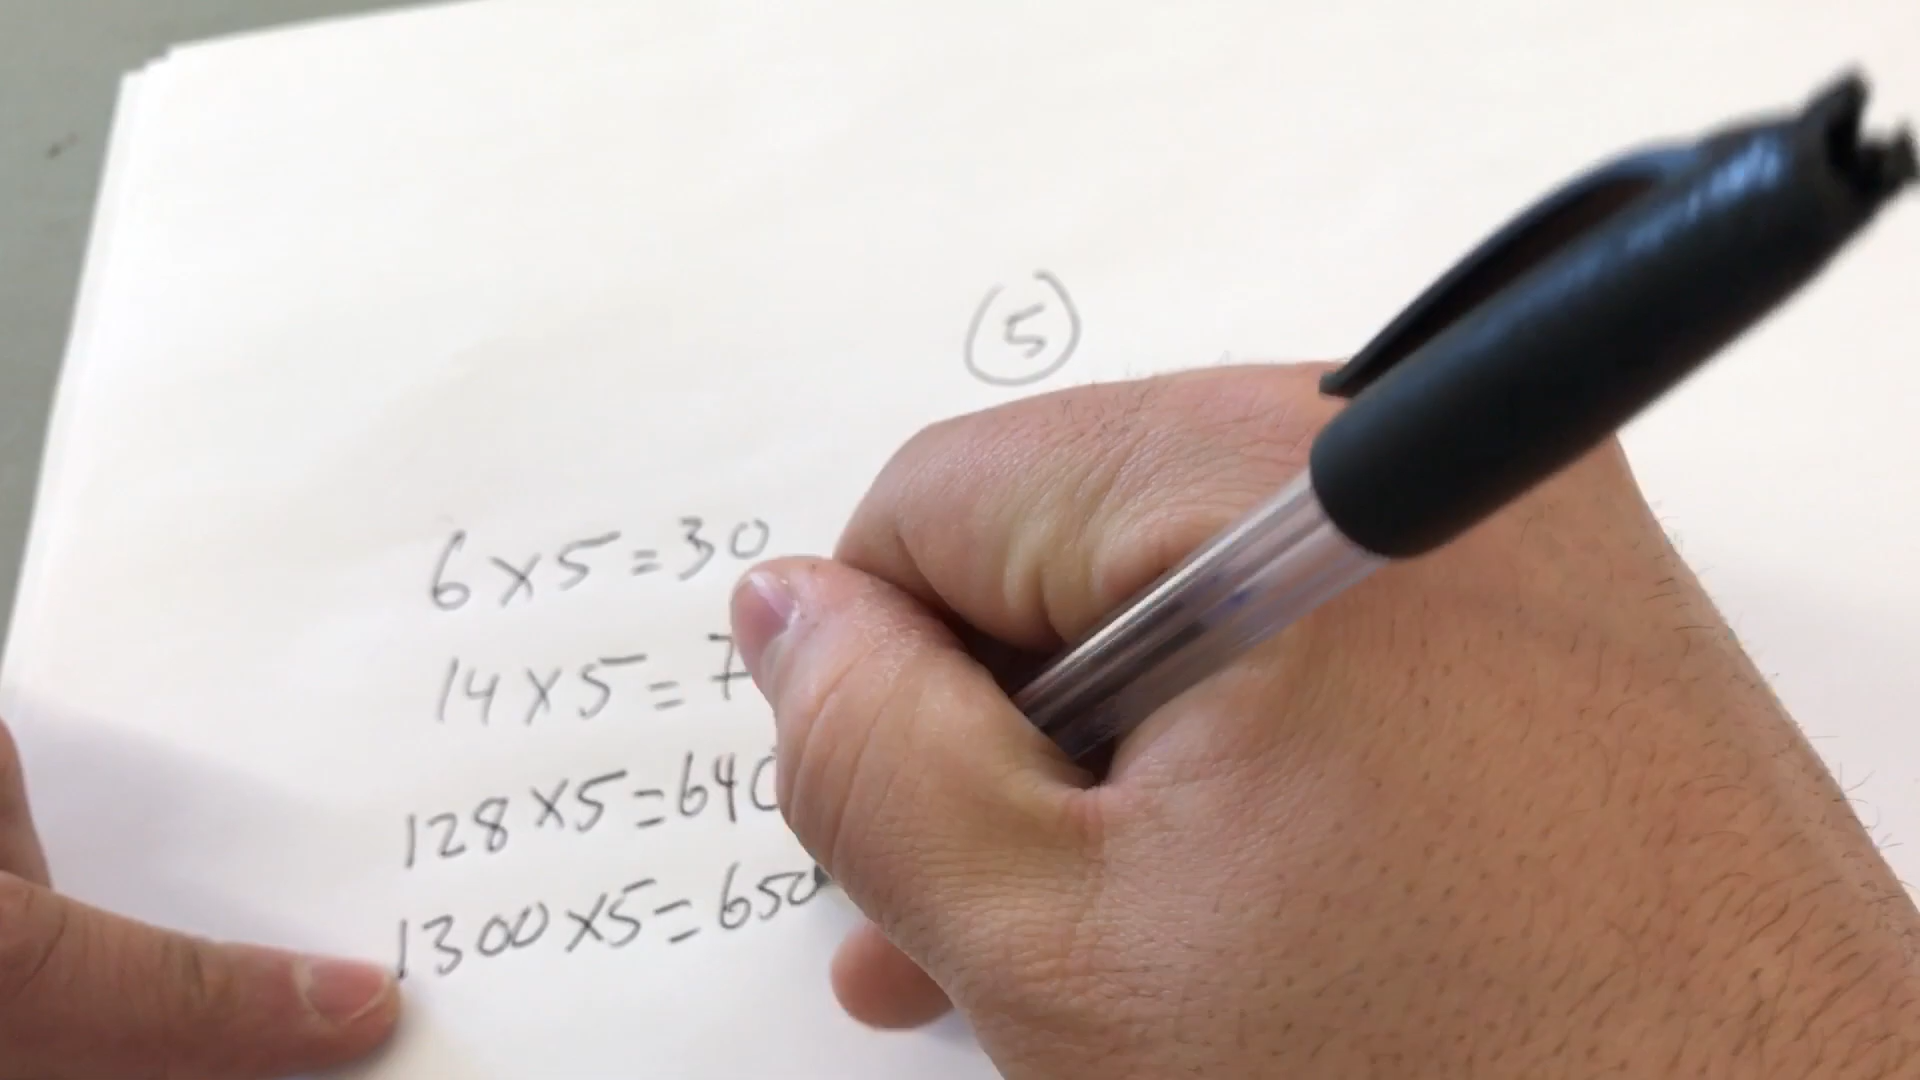 5
6 x 5 = 30
14 x 5 = 7
128 x 5 = 640
1300 x 5 = 650